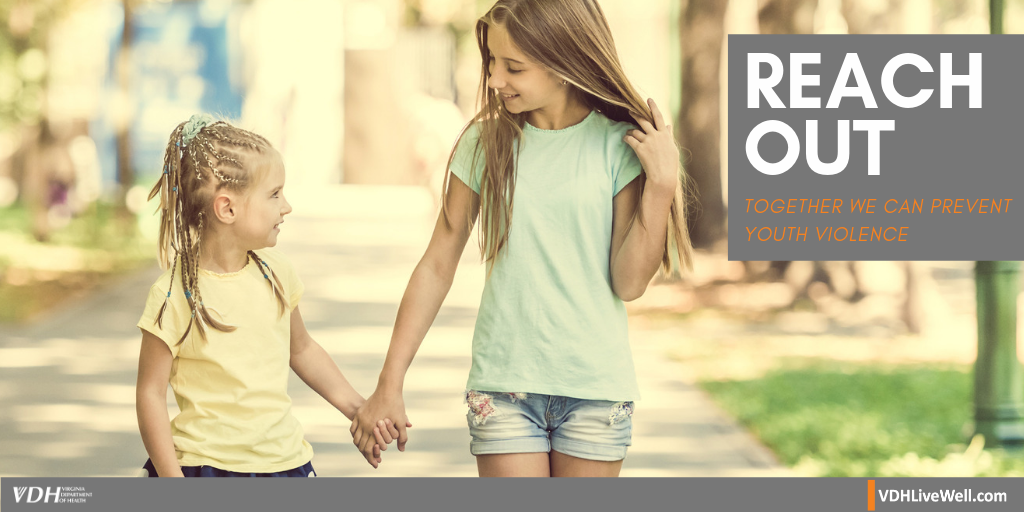 REACH
OUT
TOGETHER WE CAN PREVENT
YOUTH VIOLENCE
VDH VIRGINIA
DEPARTMENT
OF HEALTH
VDHLiveWell.com